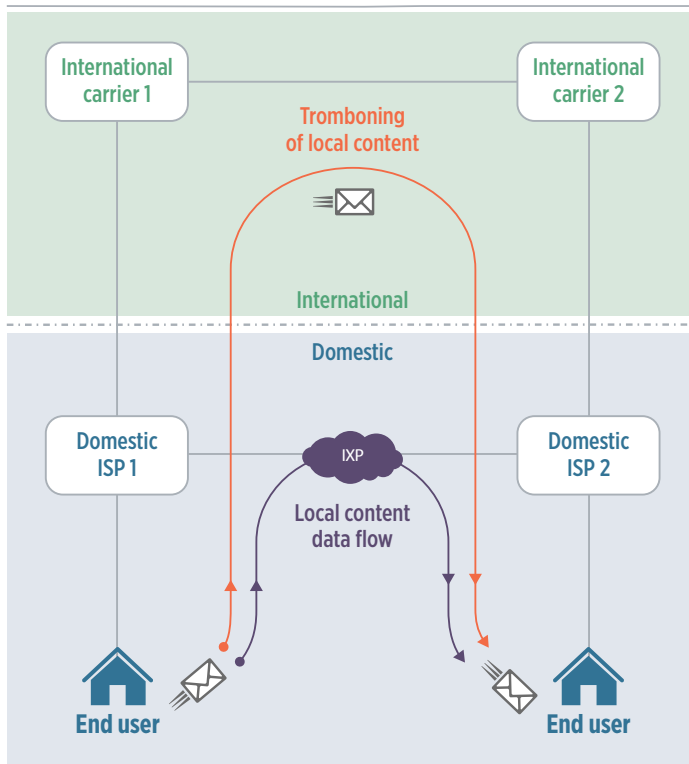 International
carrier 1
International
carrier 2
Tromboning
of local content
International
Domestic
Domestic
ISP 1
IXP
Domestic
ISP 2
Local content
data flow
End user
End user